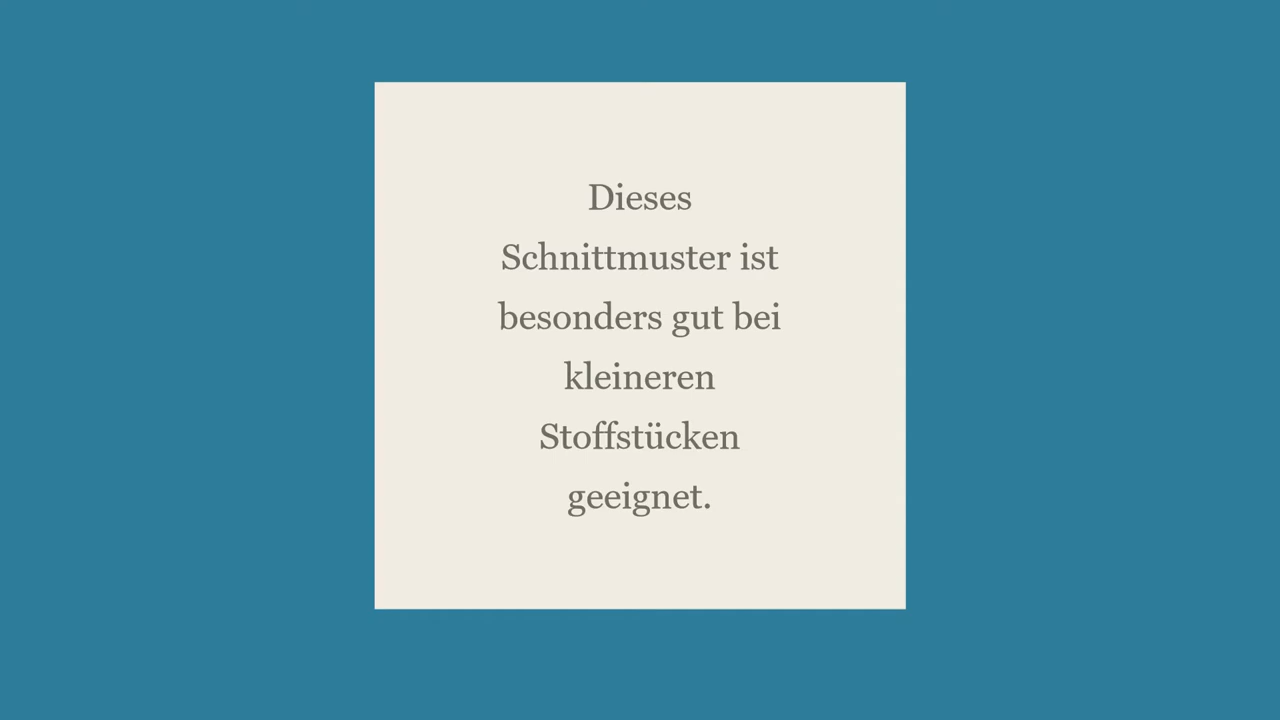 Dieses
Schnittmuster ist
besonders gut bei
kleineren
Stoffstücken
geeignet.